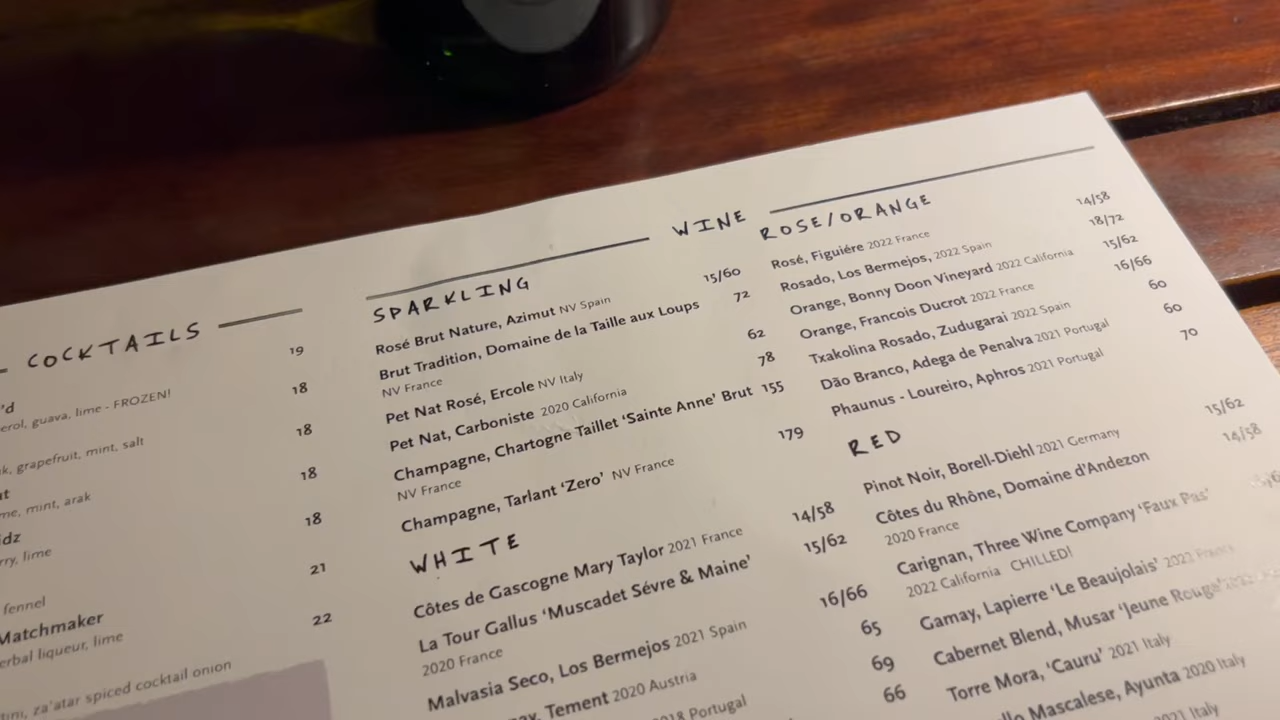 COCKTAILS
'd 19
erol, guava, lime - FROZEN!
18
grapefruit, mint, salt
18
mint, arak
18
lime
18
fennel
21
Matchmaker
liqueur, lime 22
za'atar spiced cocktail onion
WINE
SPARKLING
Rosé Brut Nature, Azimut NV Spain 15/60
Brut Tradition, Domaine de la Taille aux Loups 72
NV France
Pet Nat Rosé, Ercole NV Italy 62
Pet Nat, Carboniste 2020 California 78
Champagne, Chartogne Taillet 'Sainte Anne' Brut 155
NV France
Champagne, Tarlant 'Zero' NV France 179
WHITE
Côtes de Gascogne Mary Taylor 2021 France 14/58
La Tour Gallus 'Muscadet Sévre & Maine' 15/62
2020 France
Malvasia Seco, Los Bermejos 2021 Spain 16/66
Tement 2020 Austria 65
2018 Portugal 69
66
ROSE/ORANGE
Rosé, Figuiére 2022 France 14/58
Rosado, Los Bermejos, 2022 Spain 18/72
Orange, Bonny Doon Vineyard 2022 California 15/62
Orange, Francois Ducrot 2022 France 16/66
Txakolina Rosado, Zudugarai 2022 Spain 60
Dão Branco, Adega de Penalva 2021 Portugal 60
Phaunus - Loureiro, Aphros 2021 Portugal 70
RED
Pinot Noir, Borell-Diehl 2021 Germany 15/62
Côtes du Rhône, Domaine d'Andezon 14/58
2020 France
Carignan, Three Wine Company 'Faux Pas'
2022 California CHILLED!
Gamay, Lapierre 'Le Beaujolais' France
Cabernet Blend, Musar 'Jeune Rouge'
Torre Mora, 'Cauru' 2021 Italy
Mascalese, Ayunta 2020 Italy
2021 Italy